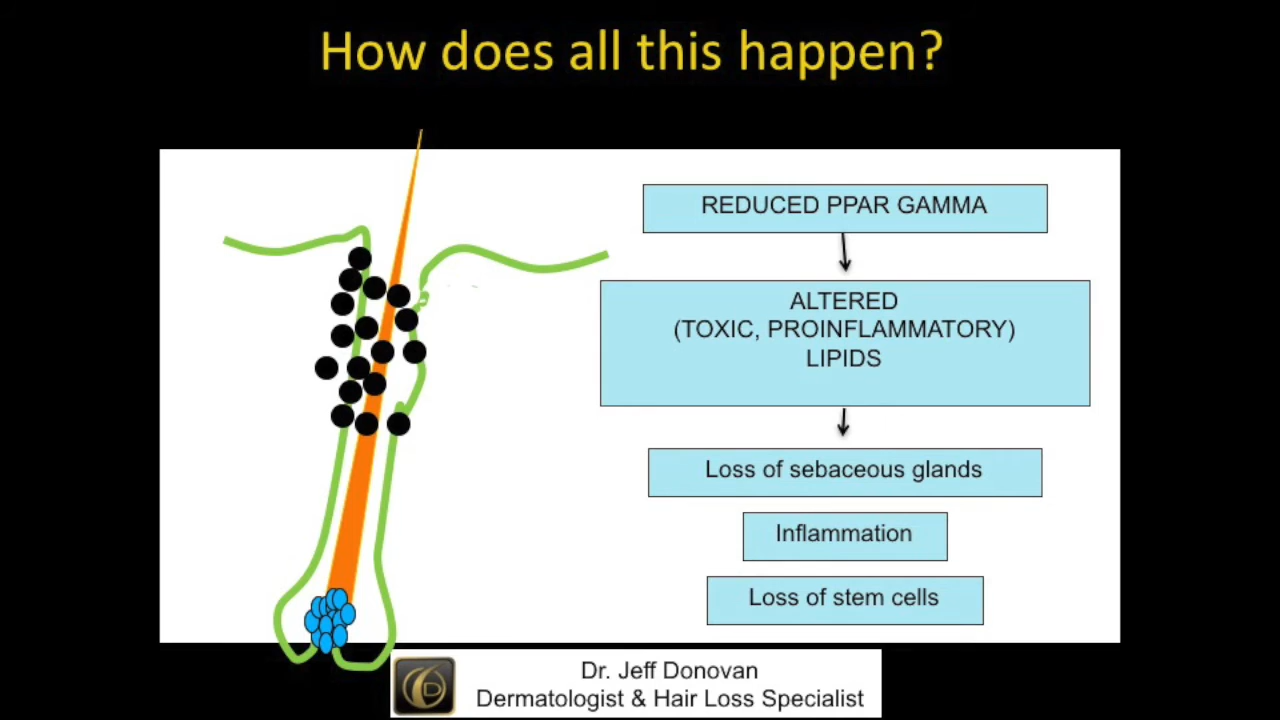 How does all this happen?
REDUCED PPAR GAMMA
ALTERED
(TOXIC, PROINFLAMMATORY)
LIPIDS
Loss of sebaceous glands
Inflammation
Loss of stem cells
Dr. Jeff Donovan
Dermatologist & Hair Loss Specialist